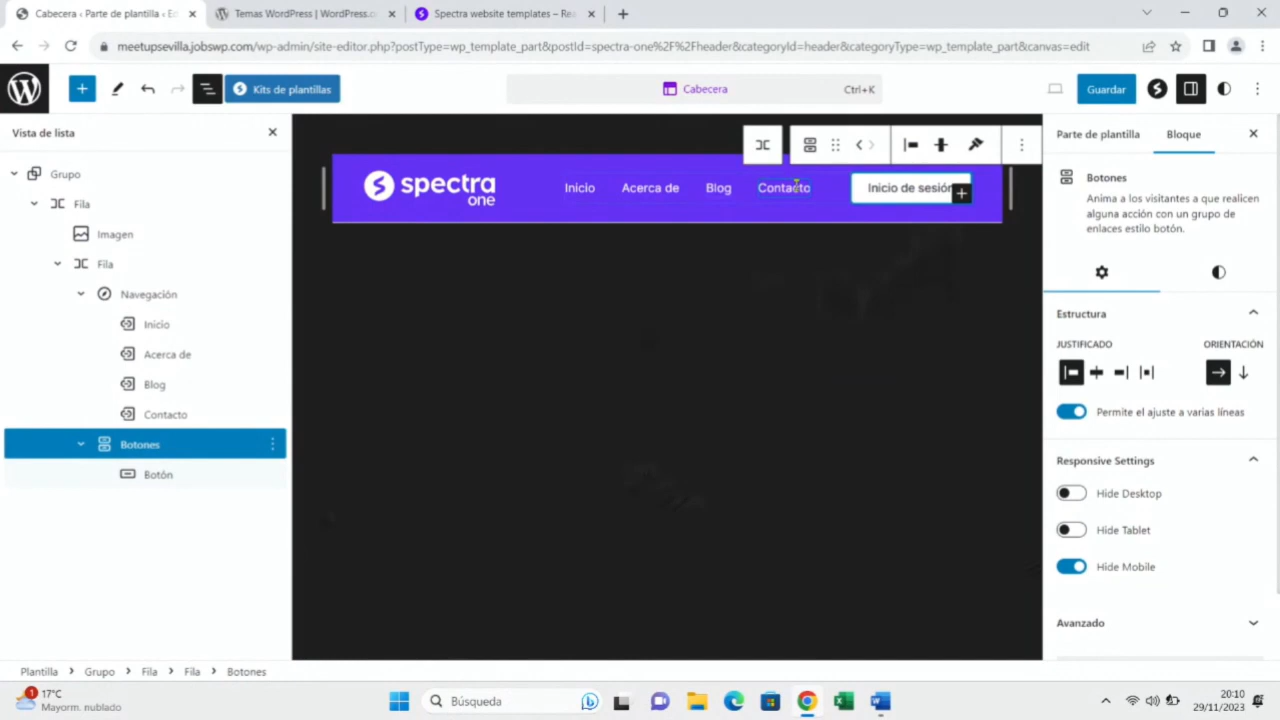 Cabecera ‹ Parte de plantilla ‹ Edi
Temas WordPress | WordPress.c
Spectra website templates – Rea
meetupsevilla.jobswp.com/wp-admin/site-editor.php?postType=wp_template_part&postId=spectra-one%2F%2Fheader&categoryId=header&categoryType=wp_template_part&canvas=edit
Kits de plantillas
Cabecera
Ctrl+K
Guardar
Vista de lista
Parte de plantilla
Bloque
Grupo
Fila
Imagen
Fila
Navegación
Inicio
Acerca de
Blog
Contacto
Botones
Botón
spectra
one
Inicio
Acerca de
Blog
Contacto
Inicio de sesión
Botones
Anima a los visitantes a que realicen
alguna acción con un grupo de
enlaces estilo botón.
Estructura
JUSTIFICADO
ORIENTACIÓN
Permite el ajuste a varias líneas
Responsive Settings
Hide Desktop
Hide Tablet
Hide Mobile
Avanzado
Plantilla > Grupo > Fila > Fila > Botones
1
17°C
Mayorm. nublado
Búsqueda
20:10
29/11/2023